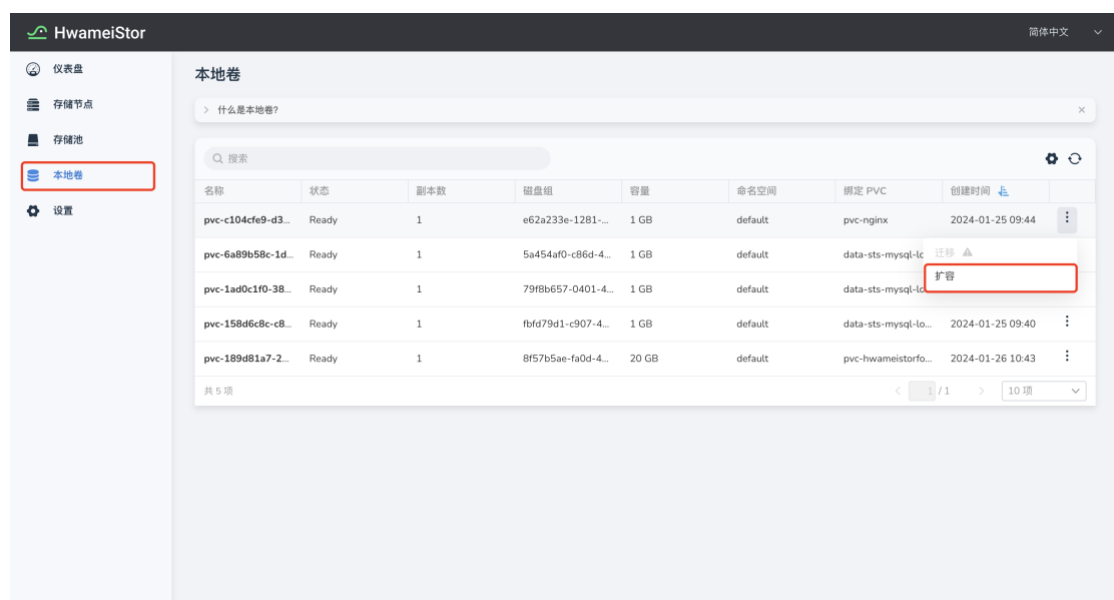 HwameiStor
简体中文
仪表盘
存储节点
存储池
本地卷
设置
本地卷
什么是本地卷?
搜索
名称 状态 副本数 磁盘组 容量 命名空间 绑定 PVC 创建时间
pvc-c104cfe9-d3... Ready 1 e62a233e-1281-... 1 GB default pvc-nginx 2024-01-25 09:44
pvc-6a89b58c-1d... Ready 1 5a454af0-c86d-4... 1 GB default data-sts-mysql-lc
迁移
扩容
pvc-1ad0c1f0-38... Ready 1 79f8b657-0401-4... 1 GB default data-sts-mysql-lo
pvc-158d6c8c-c8... Ready 1 fbfd79d1-c907-4... 1 GB default data-sts-mysql-lo... 2024-01-25 09:40
pvc-189d81a7-2... Ready 1 8f57b5ae-fa0d-4... 20 GB default pvc-hwameistorfo... 2024-01-26 10:43
共 5 项
1 / 1
10 项